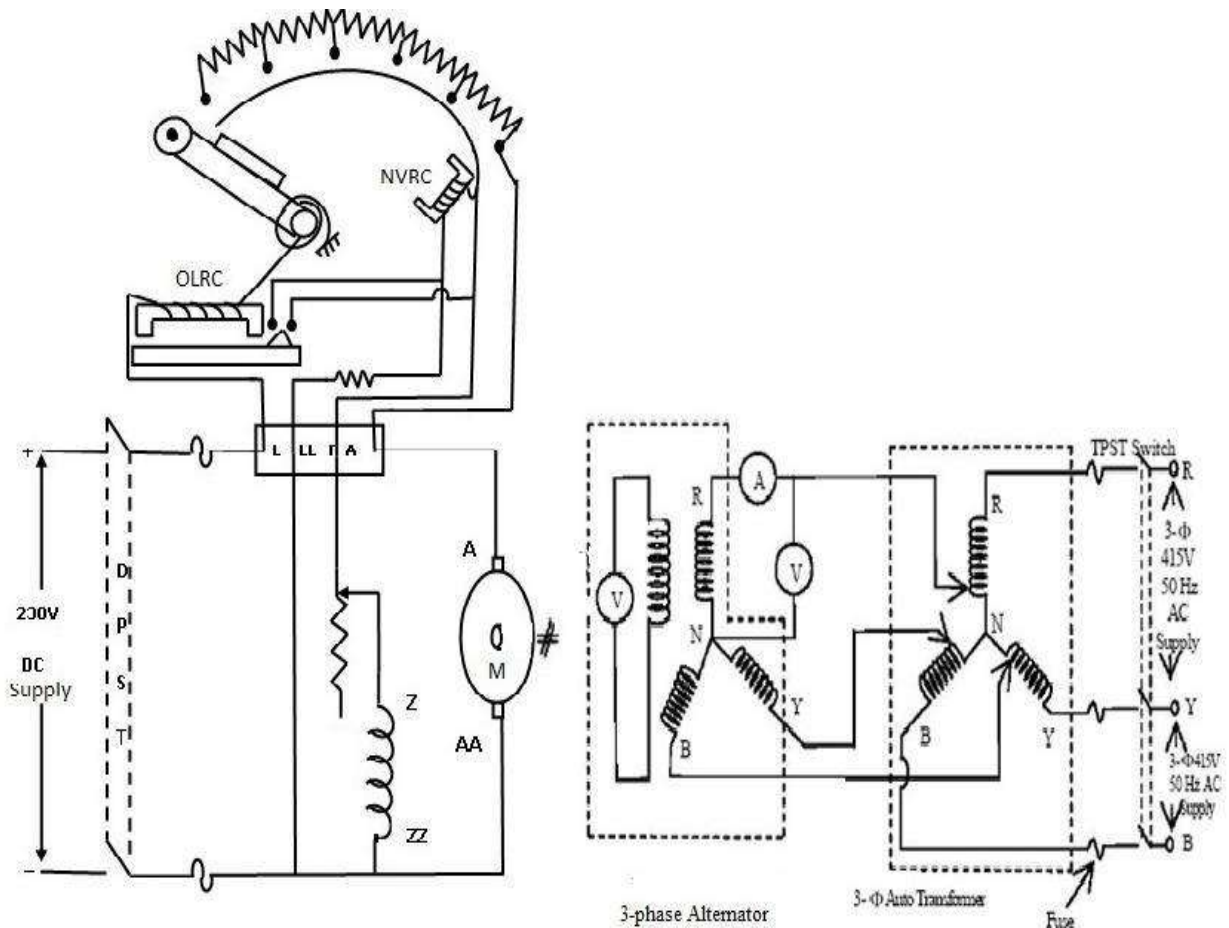 NVRC
OLRC
L LL F A
+
230V
DC
Supply
-
D
P
S
T
A
M
AA
Z
ZZ
R
A
V
V
N
B
Y
3-phase Alternator
R
N
B
Y
3- Φ Auto Transformer
TPST Switch
R
3-Φ
415V
50 Hz
AC
Supply
Y
3-Φ415V
50 Hz AC
Supply
B
Fuse